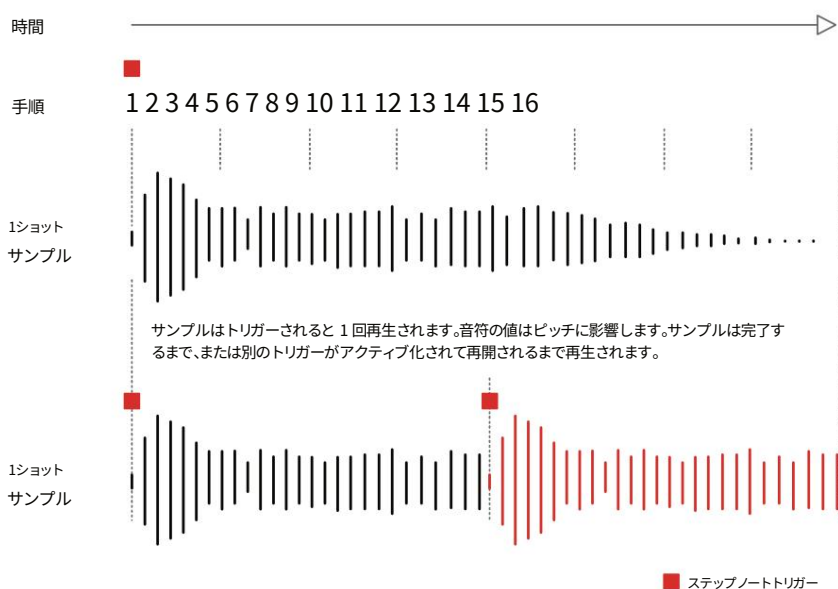 時間
手順
1 2 3 4 5 6 7 8 9 10 11 12 13 14 15 16
1ショット
サンプル
サンプルはトリガーされると 1 回再生されます。音符の値はピッチに影響します。サンプルは完了す
るまで、または別のトリガーがアクティブ化されて再開されるまで再生されます。
1ショット
サンプル
ステップノートトリガー